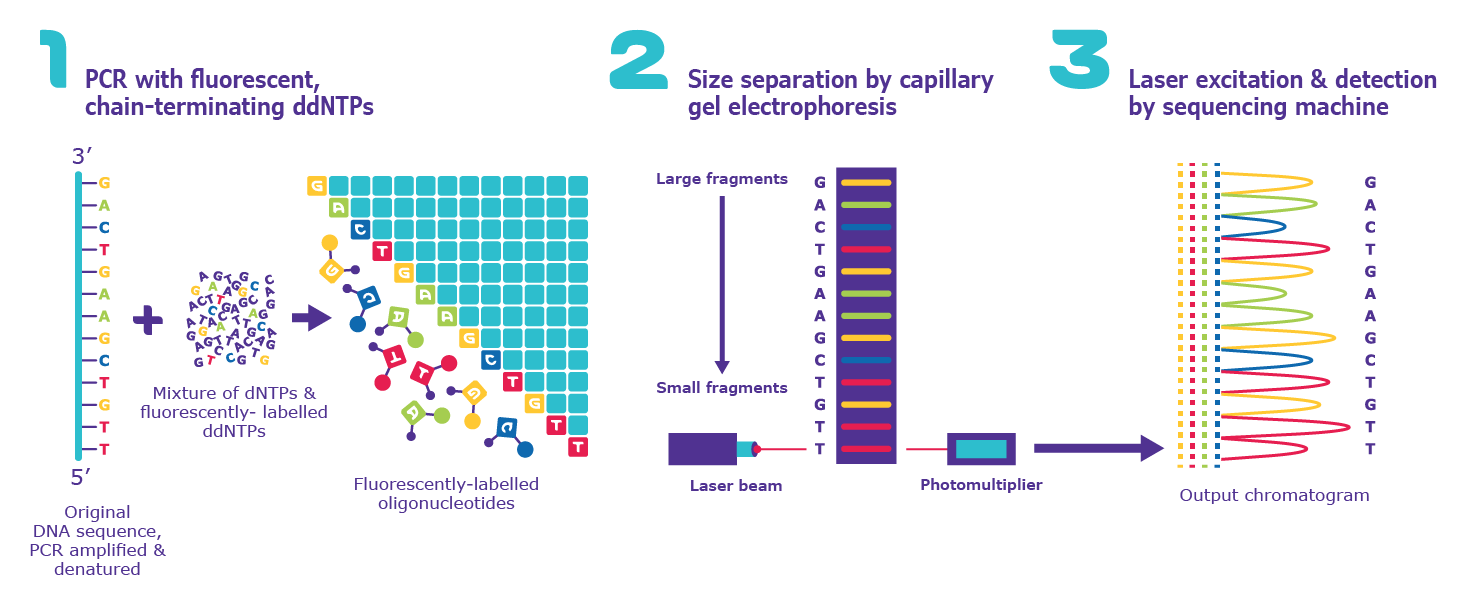 1
PCR with fluorescent,
chain-terminating ddNTPs
3′
G
A
C
T
G
A
A
G
C
T
G
T
T
5′
Original
DNA sequence,
PCR amplified &
denatured
Mixture of dNTPs &
fluorescently- labelled
ddNTPs
G
A
C
T
G
A
A
G
C
T
G
T
T
G
C
A
T
T
G
A
C
Fluorescently-labelled
oligonucleotides
2
Size separation by capillary
gel electrophoresis
Large fragments
Small fragments
G
A
C
T
G
A
A
G
C
T
G
T
T
Laser beam
Photomultiplier
3
Laser excitation & detection
by sequencing machine
G
A
C
T
G
A
A
G
C
T
G
T
T
Output chromatogram